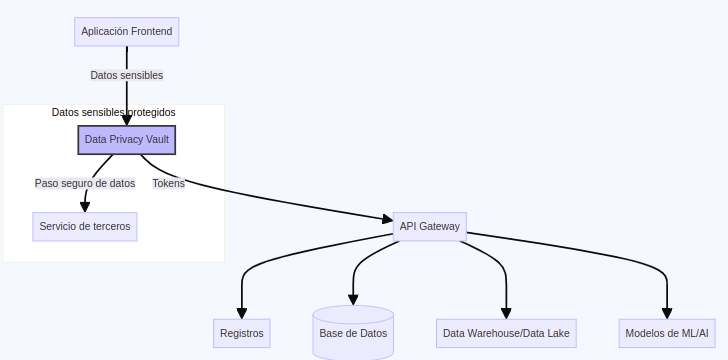 Aplicación Frontend
Datos sensibles
Datos sensibles protegidos
Data Privacy Vault
Paso seguro de datos
Tokens
Servicio de terceros
API Gateway
Registros
Base de Datos
Data Warehouse/Data Lake
Modelos de ML/AI